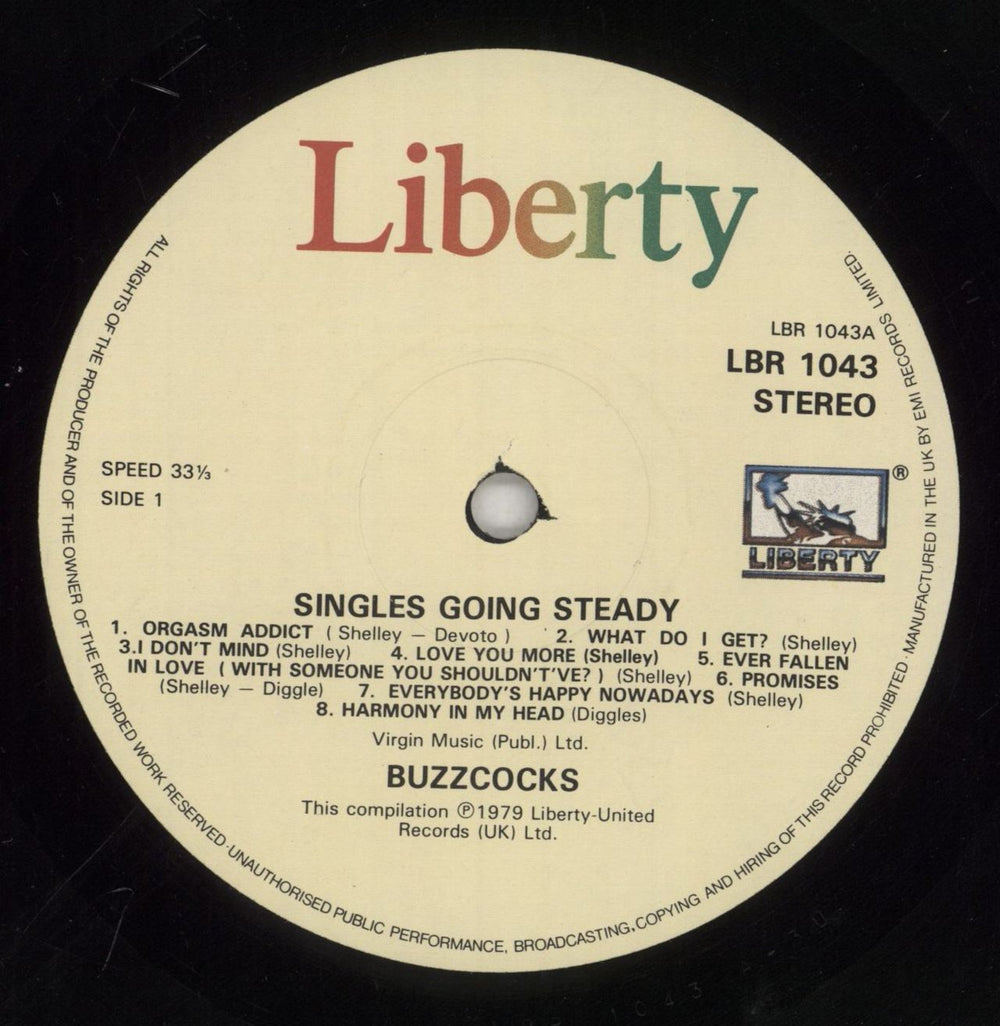 Liberty
LBR 1043A
LBR 1043
STEREO
SPEED 33⅓
SIDE 1
®
LIBERTY
SINGLES GOING STEADY
1. ORGASM ADDICT ( Shelley — Devoto ) 2. WHAT DO I GET? (Shelley)
3.I DON'T MIND (Shelley) 4. LOVE YOU MORE (Shelley) 5. EVER FALLEN
IN LOVE ( WITH SOMEONE YOU SHOULDN'T'VE? ) (Shelley) 6. PROMISES
(Shelley — Diggle) 7. EVERYBODY'S HAPPY NOWADAYS (Shelley)
8. HARMONY IN MY HEAD (Diggles)
Virgin Music (Publ.) Ltd.
BUZZCOCKS
This compilation ℗1979 Liberty-United
Records (UK) Ltd.
ALL RIGHTS OF THE PRODUCER AND OF THE OWNER OF THE RECORDED WORK RESERVED·UNAUTHORISED PUBLIC PERFORMANCE, BROADCASTING, COPYING AND HIRING OF THIS RECORD PROHIBITED · MANUFACTURED IN THE UK BY EMI RECORDS LIMITED.